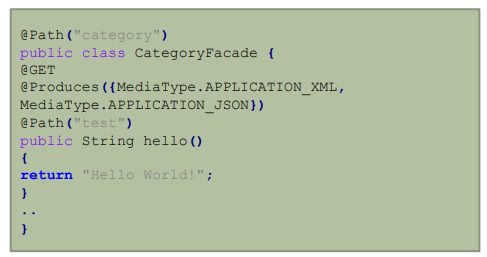 @Path("category")
public class CategoryFacade {
@GET
@Produces({MediaType.APPLICATION_XML,
MediaType.APPLICATION_JSON})
@Path("test")
public String hello()
{
return "Hello World!";
}
..
}